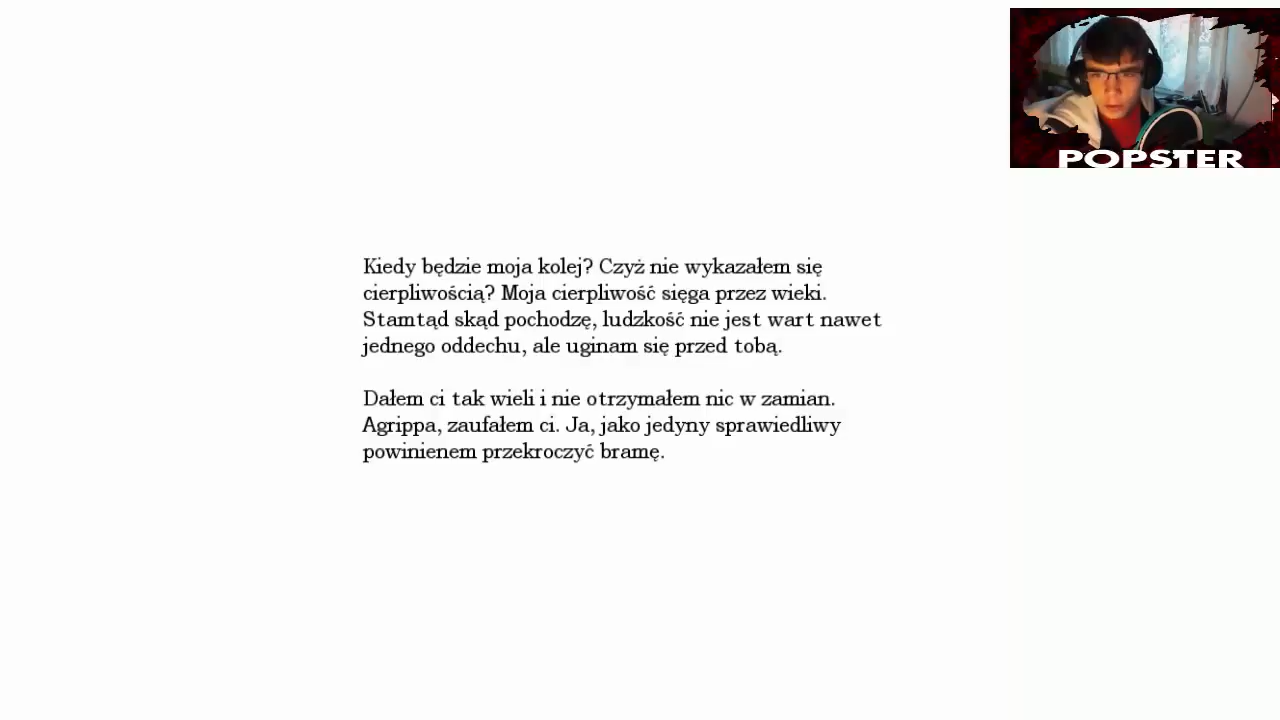 POPSTER
Kiedy będzie moja kolej? Czyż nie wykazałem się
cierpliwością? Moja cierpliwość sięga przez wieki.
Stamtąd skąd pochodzę, ludzkość nie jest wart nawet
jednego oddechu, ale uginam się przed tobą.
Dałem ci tak wieli i nie otrzymałem nic w zamian.
Agrippa, zaufałem ci. Ja, jako jedyny sprawiedliwy
powinienem przekroczyć bramę.